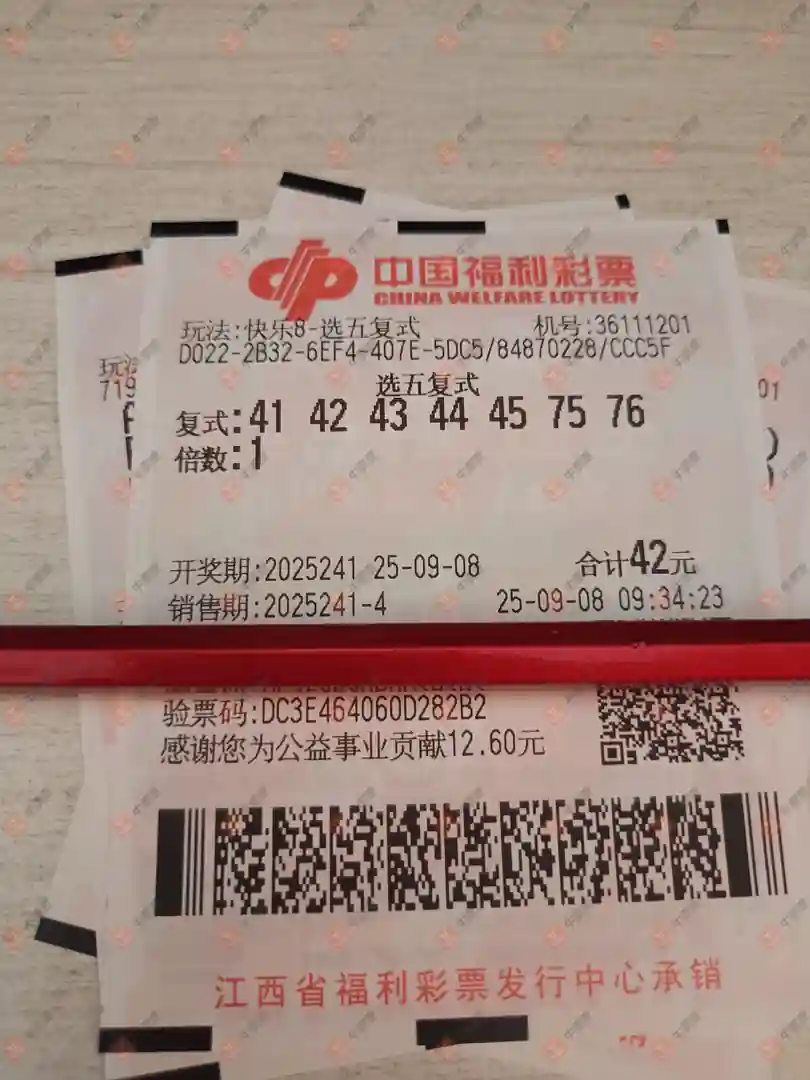 中国福利彩票
CHINA WELFARE LOTTERY
玩法:快乐8-选五复式 机号:36111201
D022-2B32-6EF4-407E-5DC5/84870228/CCC5F
选五复式
复式:41 42 43 44 45 75 76
倍数:1
开奖期:2025241 25-09-08 合计42元
销售期:2025241-4 25-09-08 09:34:23
验票码:DC3E464060D282B2
感谢您为公益事业贡献12.60元
江西省福利彩票发行中心承销
玩法
719
01